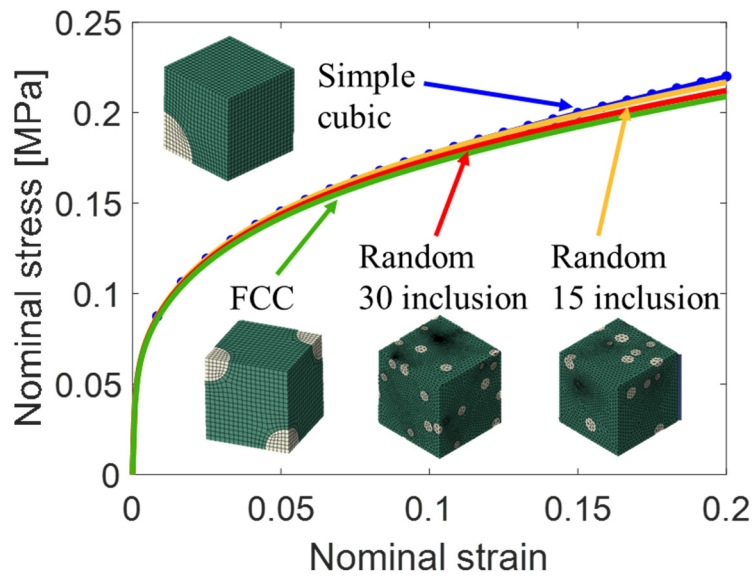 0.25
0.2
0.15
0.1
0.05
0
Nominal stress [MPa]
Simple
cubic
FCC
Random
30 inclusion
Random
15 inclusion
0
0.05
0.1
0.15
0.2
Nominal strain